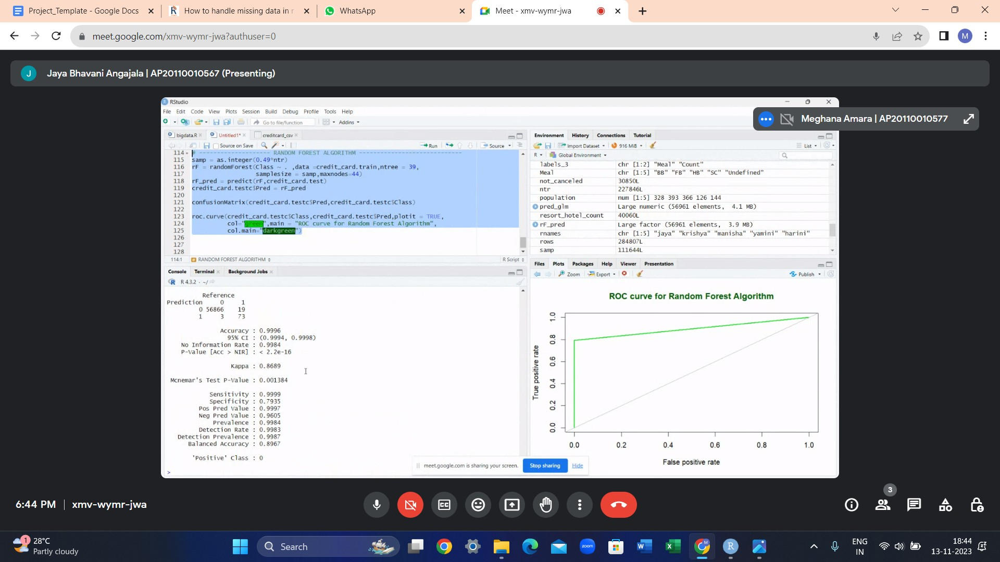 Project_Template - Google Docs
How to handle missing data in r
WhatsApp
Meet - xmv-wymr-jwa
meet.google.com/xmv-wymr-jwa?authuser=0
M
J
Jaya Bhavani Angajala | AP20110010567 (Presenting)
RStudio
File Edit Code View Plots Session Build Debug Profile Tools Help
Go to file/function
Addins
Meghana Amara | AP20110010577
bigdata.R
Untitled1*
creditcard_csv
Source on Save
Run
Source
114 # -------------------- RANDOM FOREST ALGORITHM -----------------------------
115 samp = as.integer(0.49*ntr)
116 rF = randomForest(Class ~ . ,data =credit_card.train,ntree = 39,
117 samplesize = samp,maxnodes=44)
118 rF_pred = predict(rF,credit_card.test)
119 credit_card.testc$Pred = rF_pred
120
121 confusionMatrix(credit_card.testc$Pred,credit_card.testc$Class)
122
123 roc.curve(credit_card.testc$Class,credit_card.testc$Pred,plotit = TRUE,
124 col="green",main = "ROC curve for Random Forest Algorithm",
125 col.main="darkgreen")
126
127
128
114:1
RANDOM FOREST ALGORITHM
R Script
Console Terminal Background Jobs
R 4.3.2 · ~/
Reference
Prediction 0 1
0 56866 19
1 3 73
Accuracy : 0.9996
95% CI : (0.9994, 0.9998)
No Information Rate : 0.9984
P-Value [Acc > NIR] : < 2.2e-16
Kappa : 0.8689
Mcnemar's Test P-Value : 0.001384
Sensitivity : 0.9999
Specificity : 0.7935
Pos Pred Value : 0.9997
Neg Pred Value : 0.9605
Prevalence : 0.9984
Detection Rate : 0.9983
Detection Prevalence : 0.9987
Balanced Accuracy : 0.8967
'Positive' Class : 0
>
Environment History Connections Tutorial
Import Dataset
916 MiB
List
R
Global Environment
labels_3 chr [1:2] "Meal" "Count"
Meal chr [1:5] "BB" "FB" "HB" "SC" "Undefined"
not_canceled 30850L
ntr 227846L
population num [1:5] 328 393 366 126 144
pred_glm Large numeric (56961 elements, 4.1 MB)
resort_hotel_count 40060L
rF_pred Large factor (56961 elements, 3.9 MB)
rnames chr [1:5] "jaya" "krishya" "manisha" "yamini" "harini"
rows 284807L
samp 111644L
Files Plots Packages Help Viewer Presentation
Zoom
Export
Publish
ROC curve for Random Forest Algorithm
True positive rate
1.0
0.8
0.6
0.4
0.2
0.0
0.0 0.2 0.4 0.6 0.8 1.0
False positive rate
meet.google.com is sharing your screen.
Stop sharing
Hide
6:44 PM
xmv-wymr-jwa
CC
3
1
28°C
Partly cloudy
Search
zoom
W
X
M
R
ENG
IN
18:44
13-11-2023